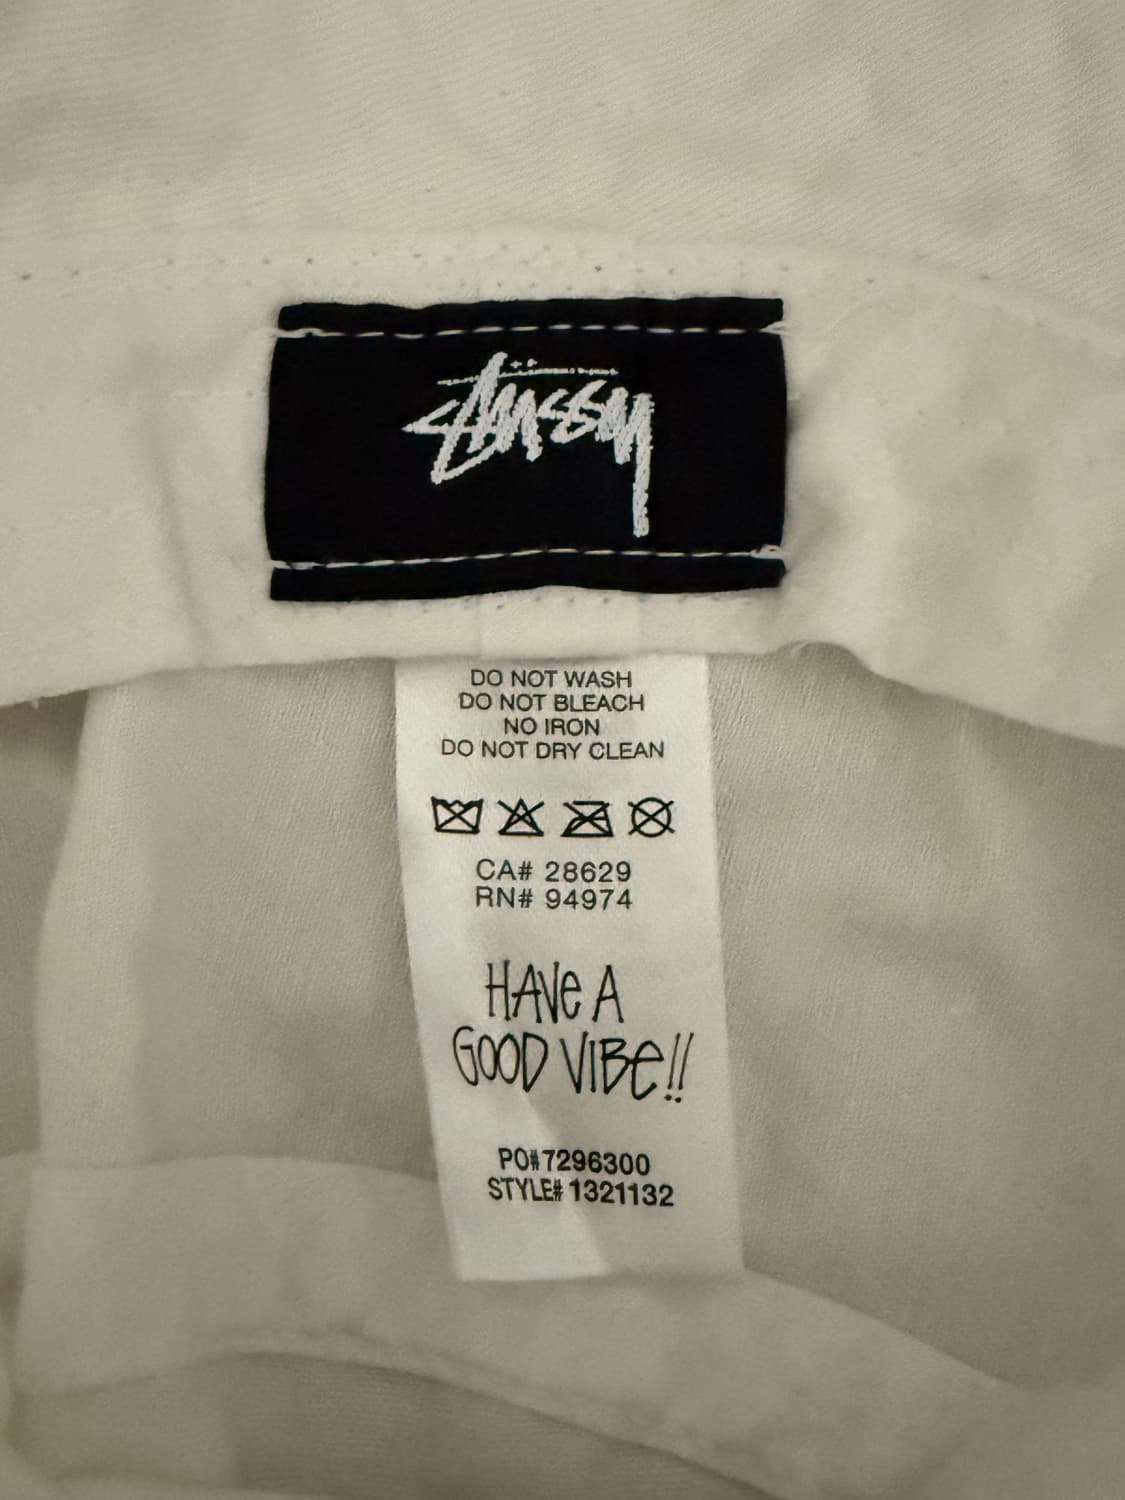 Stüssy
DO NOT WASH
DO NOT BLEACH
NO IRON
DO NOT DRY CLEAN
CA# 28629
RN# 94974
HAVe A
GOOD VIBe!!
PO#7296300
STYLE# 1321132